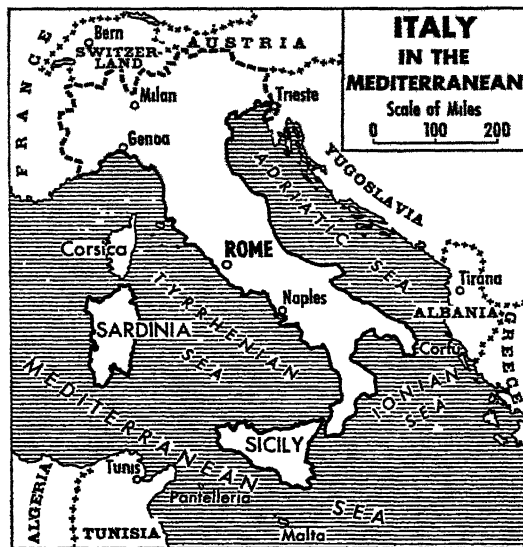 ITALY
IN THE
MEDITERRANEAN
Scale of Miles
0 100 200
FRANCE
Bern
SWITZER-
LAND
AUSTRIA
Milan
Trieste
Genoa
YUGOSLAVIA
ADRIATIC SEA
Corsica
ROME
TYRRHENIAN
SEA
Naples
Tirana
ALBANIA
GREECE
SARDINIA
Corfu
IONIAN
SEA
MEDITERRANEAN
SEA
SICILY
Tunis
Pantelleria
Malta
ALGERIA
TUNISIA